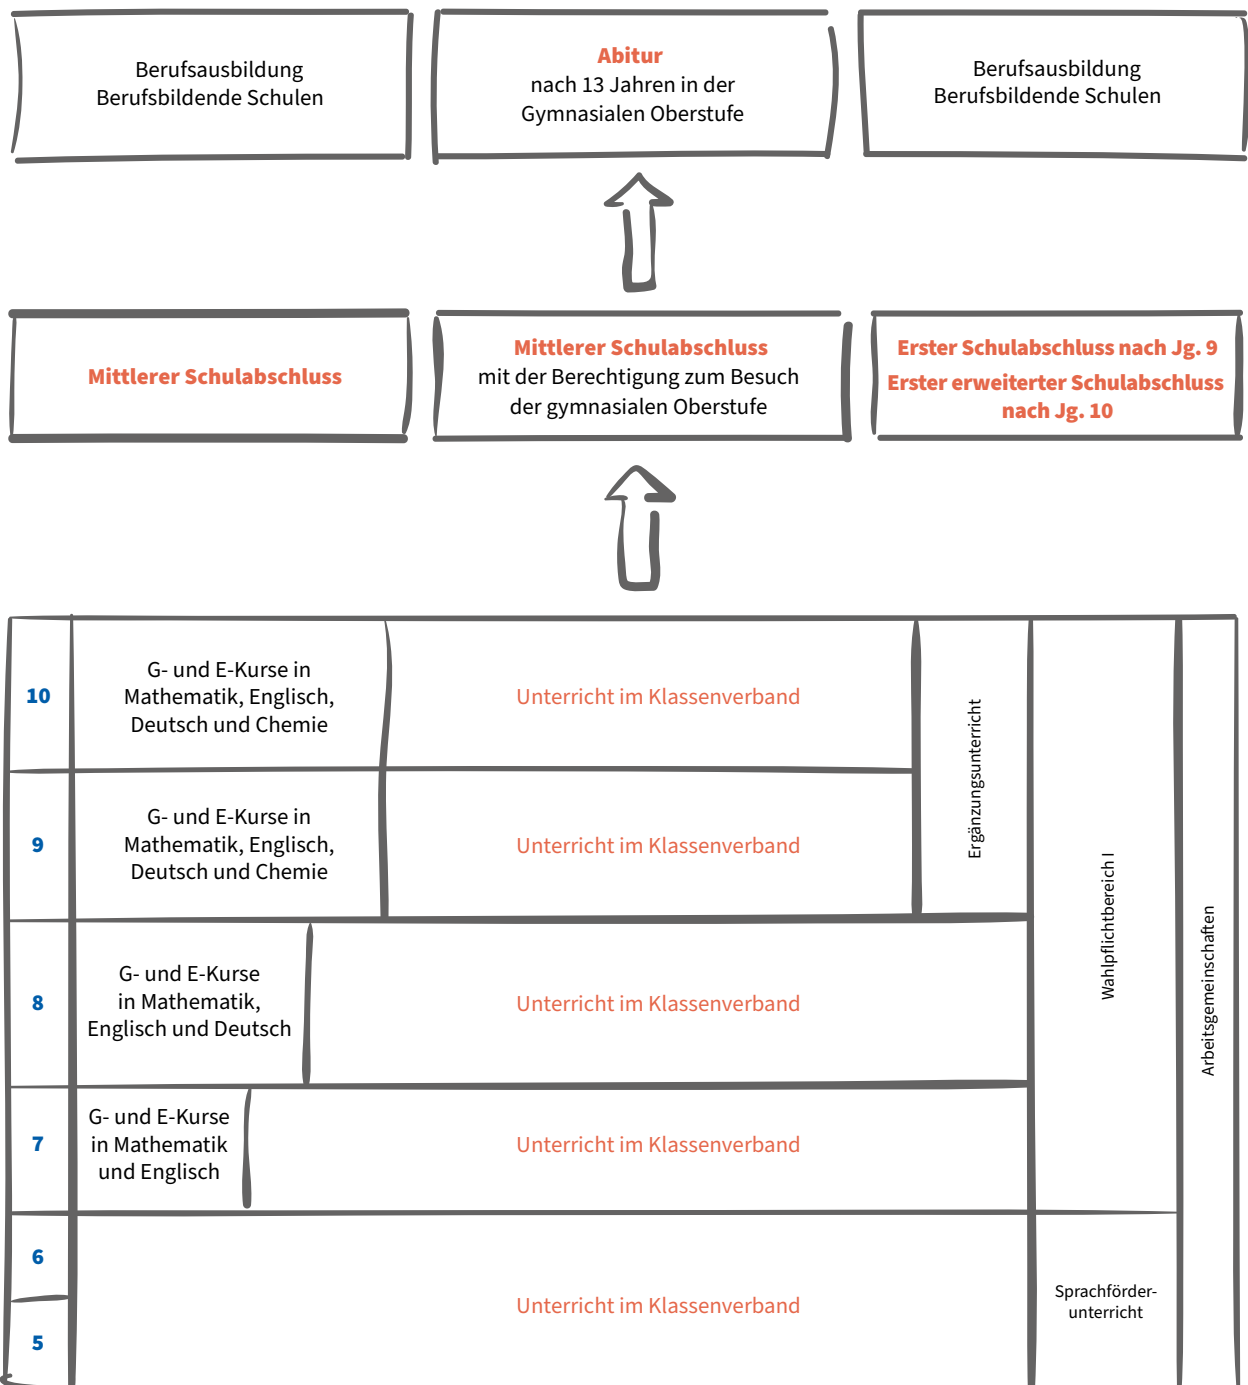 Berufsausbildung
Berufsbildende Schulen
Abitur
nach 13 Jahren in der
Gymnasialen Oberstufe
Berufsausbildung
Berufsbildende Schulen
Mittlerer Schulabschluss
Mittlerer Schulabschluss
mit der Berechtigung zum Besuch
der gymnasialen Oberstufe
Erster Schulabschluss nach Jg. 9
Erster erweiterter Schulabschluss
nach Jg. 10
10
G- und E-Kurse in
Mathematik, Englisch,
Deutsch und Chemie
Unterricht im Klassenverband
Ergänzungsunterricht
Wahlpflichtbereich I
Arbeitsgemeinschaften
9
G- und E-Kurse in
Mathematik, Englisch,
Deutsch und Chemie
Unterricht im Klassenverband
8
G- und E-Kurse
in Mathematik,
Englisch und Deutsch
Unterricht im Klassenverband
7
G- und E-Kurse
in Mathematik
und Englisch
Unterricht im Klassenverband
6
5
Unterricht im Klassenverband
Sprachförder-
unterricht